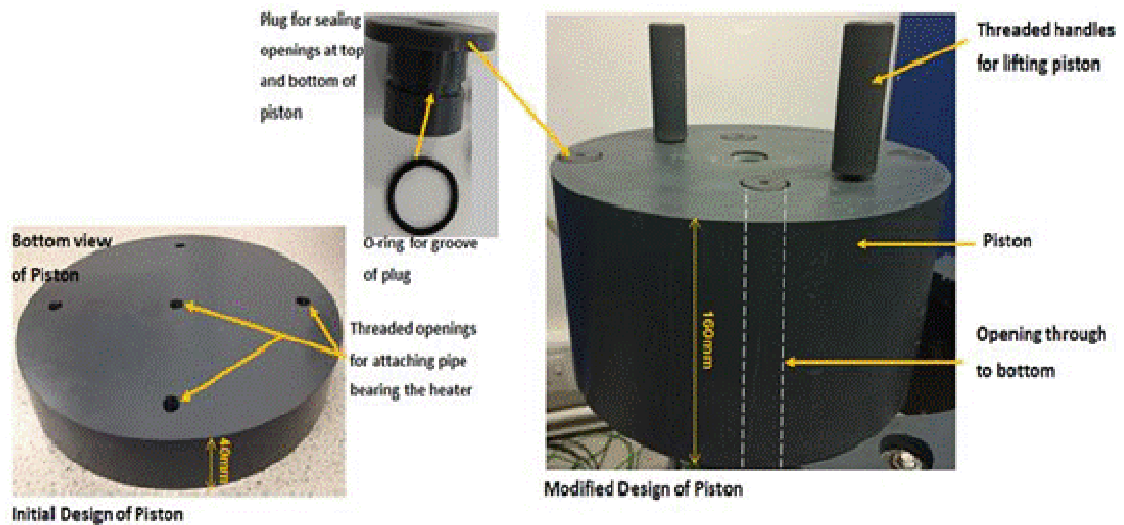 Plug for sealing
openings at top
and bottom of
piston
Threaded handles
for lifting piston
O-ring for groove
of plug
Bottom view
of Piston
Piston
160mm
Threaded openings
for attaching pipe
bearing the heater
Opening through
to bottom
40mm
Modified Design of Piston
Initial Design of Piston